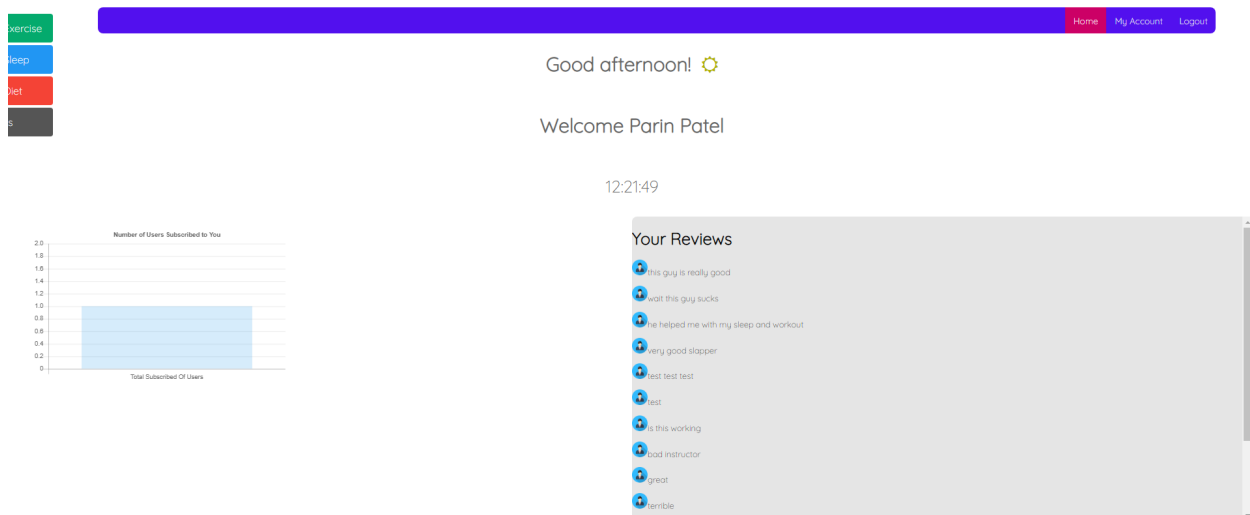 Home My Account Logout
Exercise
Sleep
Diet
s
Good afternoon!
Welcome Parin Patel
12:21:49
Number of Users Subscribed to You
2.0
1.8
1.6
1.4
1.2
1.0
0.8
0.6
0.4
0.2
0
Total Subscribed Of Users
Your Reviews
this guy is really good
wait this guy sucks
he helped me with my sleep and workout
very good slapper
test test test
test
is this working
bad instructor
great
terrible